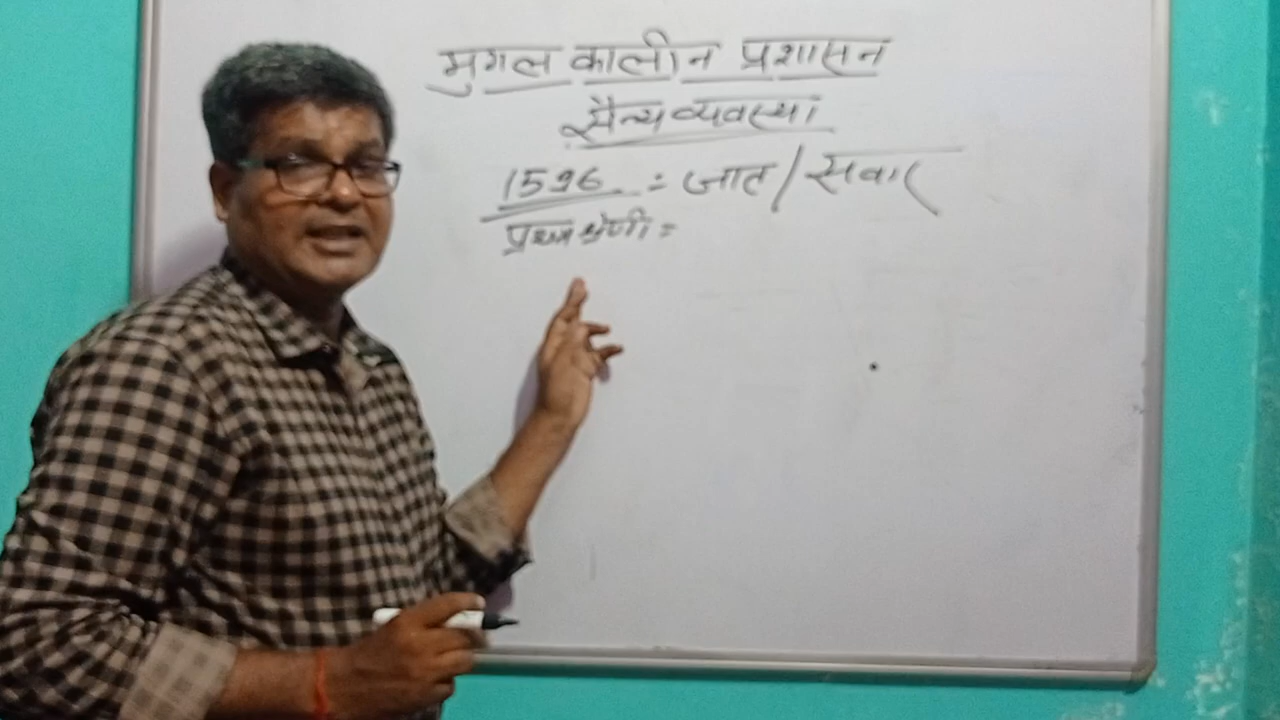 मुगल कालीन प्रशासन
सैन्य व्यवस्था
1596 = जात / सवार
प्रथम श्रेणी =